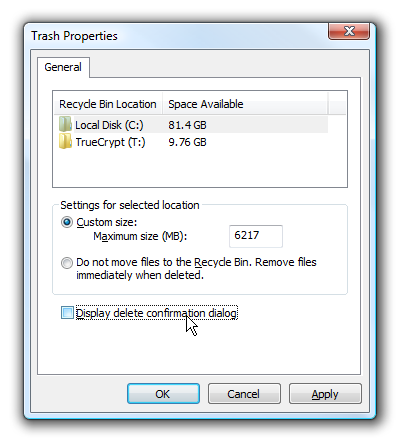 Trash Properties
General
Recycle Bin Location Space Available
Local Disk (C:) 81.4 GB
TrueCrypt (T:) 9.76 GB
Settings for selected location
Custom size:
Maximum size (MB): 6217
Do not move files to the Recycle Bin. Remove files
immediately when deleted.
Display delete confirmation dialog
OK Cancel Apply